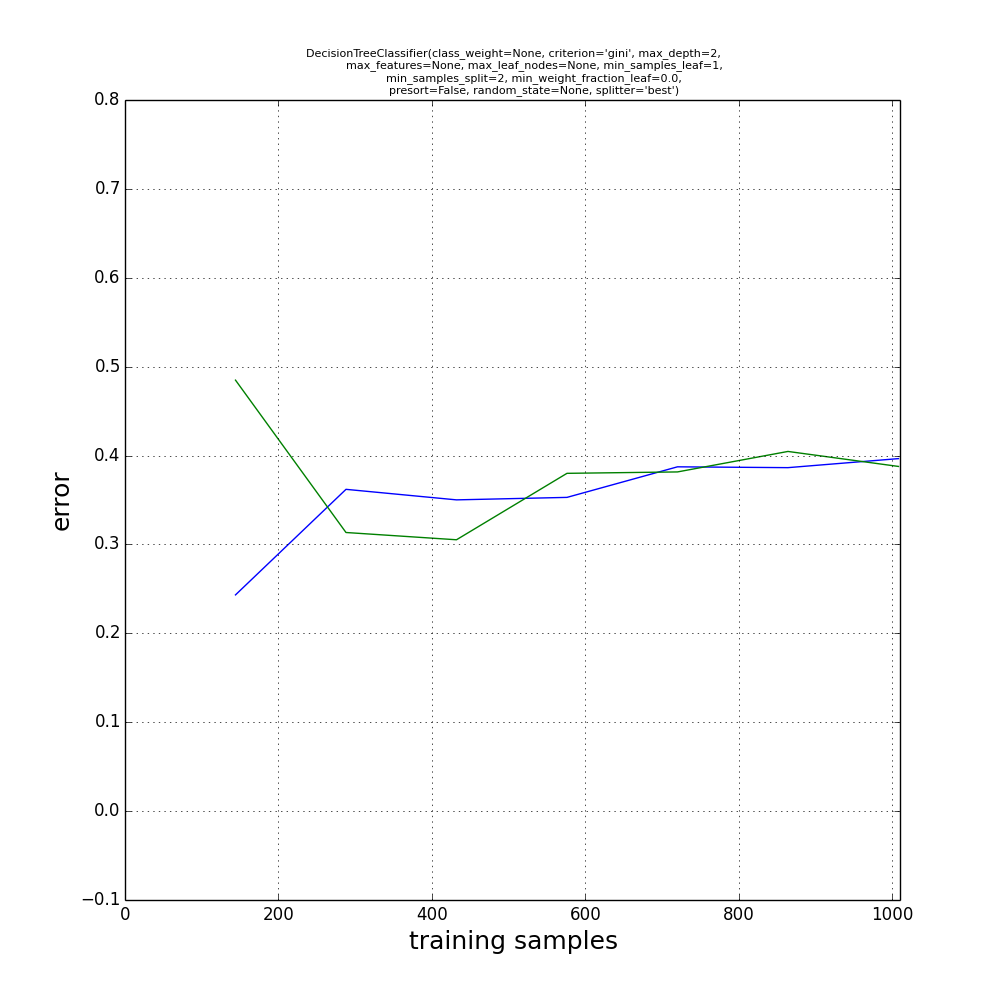 DecisionTreeClassifier(class_weight=None, criterion='gini', max_depth=2,
max_features=None, max_leaf_nodes=None, min_samples_leaf=1,
min_samples_split=2, min_weight_fraction_leaf=0.0,
presort=False, random_state=None, splitter='best')
0.8
0.7
0.6
0.5
0.4
0.3
0.2
0.1
0.0
−0.1
error
0 200 400 600 800 1000
training samples